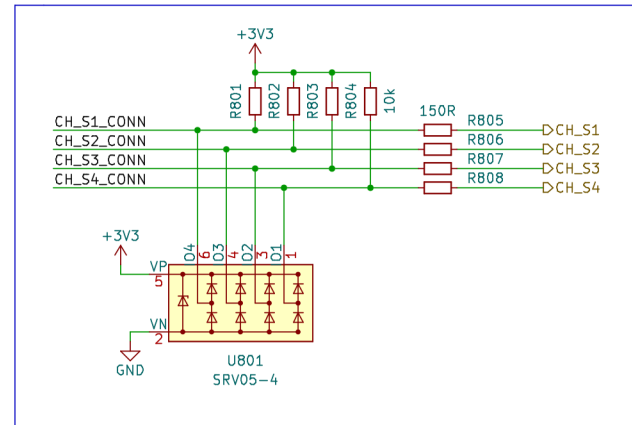 +3V3
R801
R802
R803
R804
10k
150R
R805
R806
R807
R808
CH_S1_CONN
CH_S2_CONN
CH_S3_CONN
CH_S4_CONN
CH_S1
CH_S2
CH_S3
CH_S4
+3V3
VP
5
O4
6
O3
4
O2
3
O1
1
VN
2
GND
U801
SRV05-4